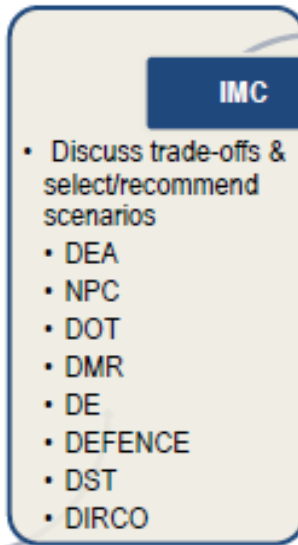 IMC
• Discuss trade-offs &
select/recommend
scenarios
• DEA
• NPC
• DOT
• DMR
• DE
• DEFENCE
• DST
• DIRCO